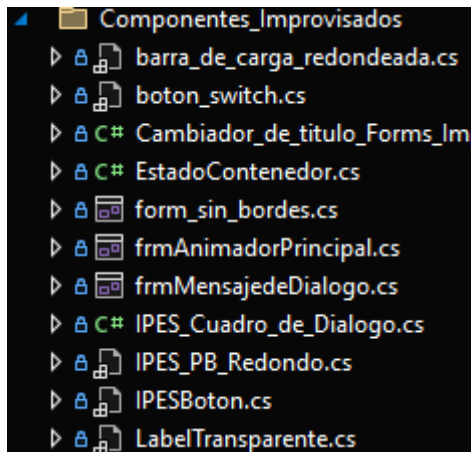 Componentes_Improvisados
barra_de_carga_redondeada.cs
boton_switch.cs
C# Cambiador_de_titulo_Forms_Im
C# EstadoContenedor.cs
form_sin_bordes.cs
frmAnimadorPrincipal.cs
frmMensajedeDialogo.cs
C# IPES_Cuadro_de_Dialogo.cs
IPES_PB_Redondo.cs
IPESBoton.cs
LabelTransparente.cs